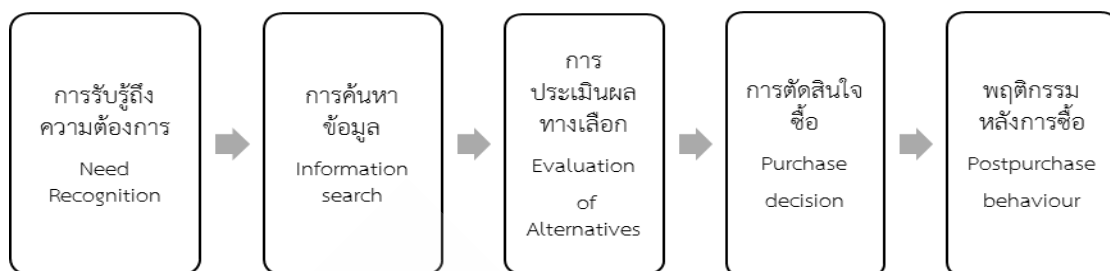 การรับรู้ถึง
ความต้องการ
Need
Recognition
การค้นหา
ข้อมูล
Information
search
การ
ประเมินผล
ทางเลือก
Evaluation
of
Alternatives
การตัดสินใจ
ซื้อ
Purchase
decision
พฤติกรรม
หลังการซื้อ
Postpurchase
behaviour